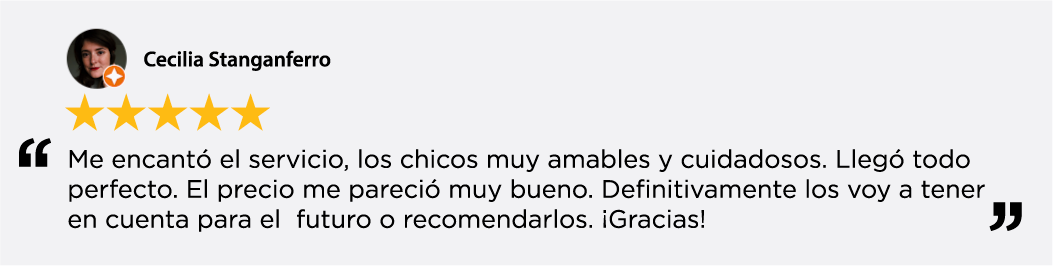 Cecilia Stanganferro
“
Me encantó el servicio, los chicos muy amables y cuidadosos. Llegó todo
perfecto. El precio me pareció muy bueno. Definitivamente los voy a tener
en cuenta para el  futuro o recomendarlos. ¡Gracias!
”